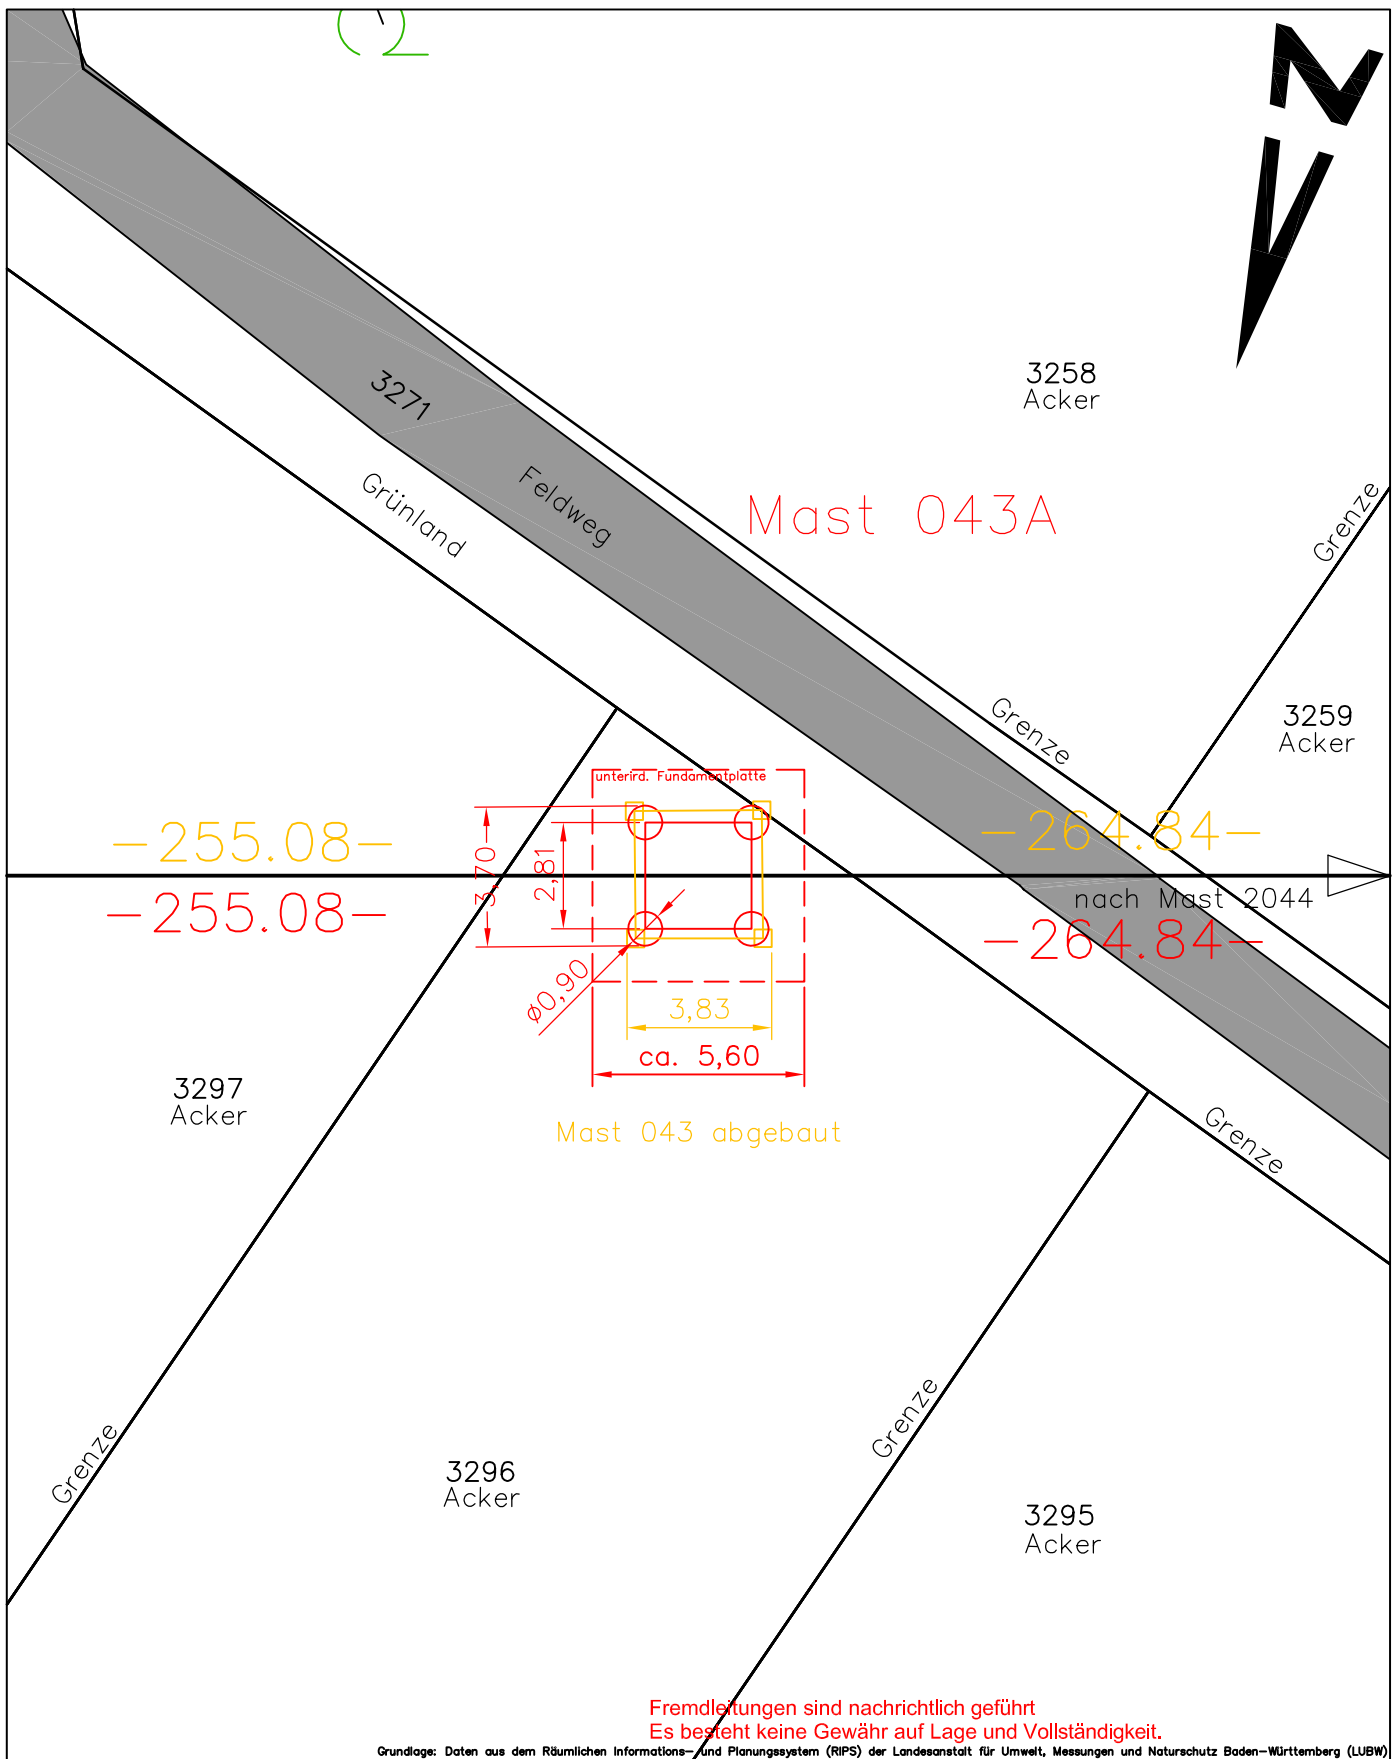 N
3258
Acker
3271
Grünland
Feldweg
Mast 043A
Grenze
Grenze
3259
Acker
unterird. Fundamentplatte
-255.08-
-264.84-
3,70
2,81
nach Mast 2044
-255.08-
-264.84-
ø0,90
3,83
ca. 5,60
3297
Acker
Mast 043 abgebaut
Grenze
Grenze
Grenze
3296
Acker
3295
Acker
Fremdleitungen sind nachrichtlich geführt
Es besteht keine Gewähr auf Lage und Vollständigkeit.
Grundlage: Daten aus dem Räumlichen Informations- und Planungssystem (RIPS) der Landesanstalt für Umwelt, Messungen und Naturschutz Baden-Württemberg (LUBW)